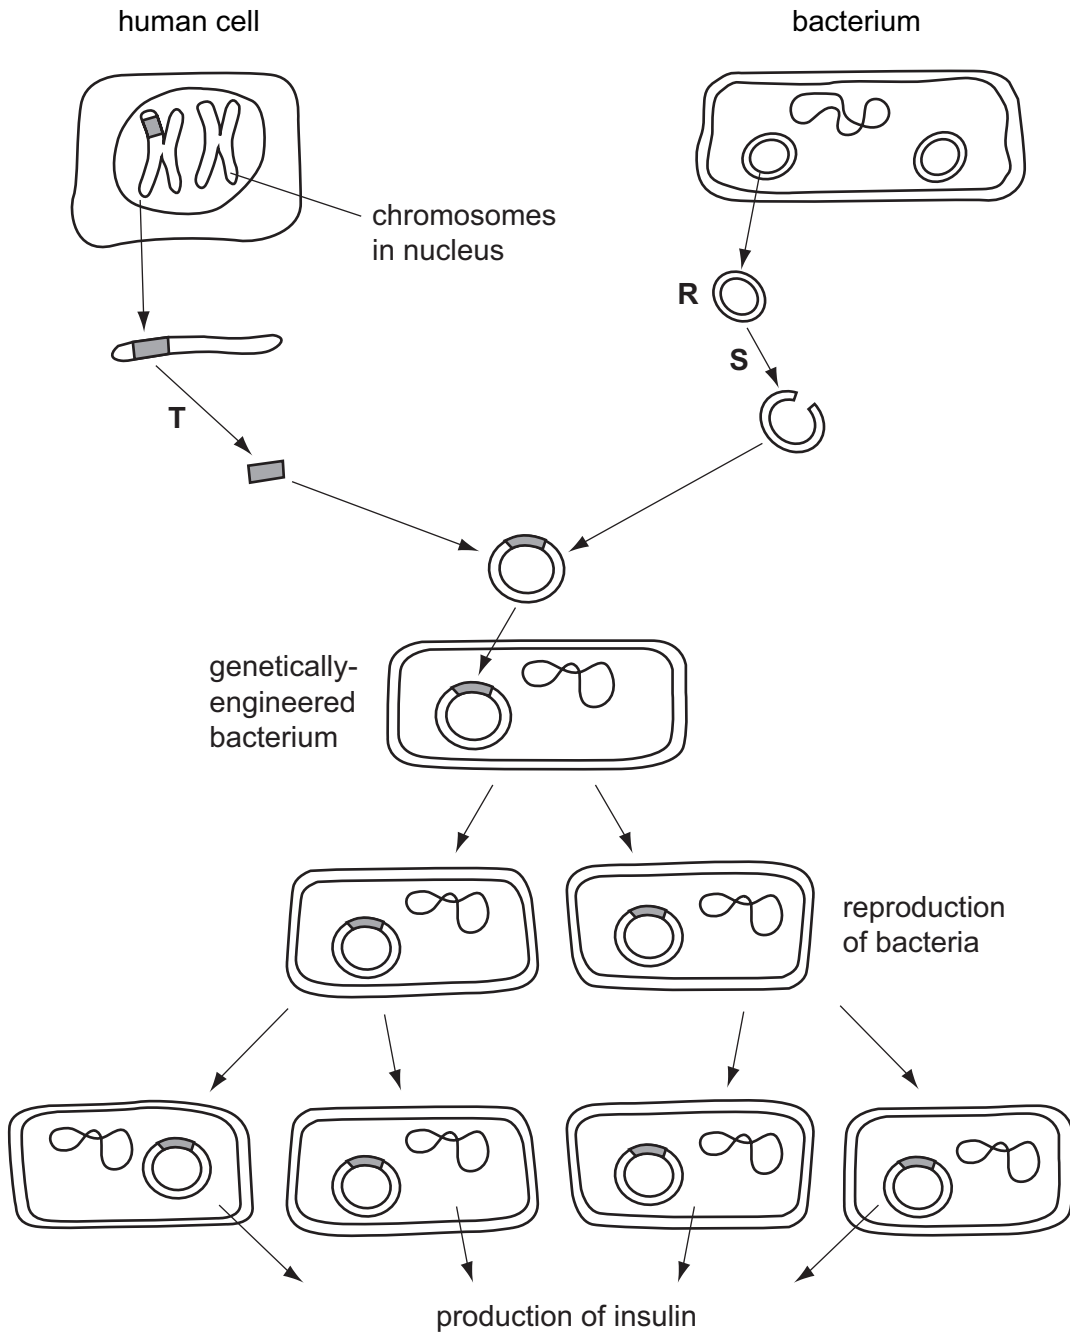 human cell
bacterium
chromosomes
in nucleus
R
S
T
genetically-
engineered
bacterium
reproduction
of bacteria
production of insulin